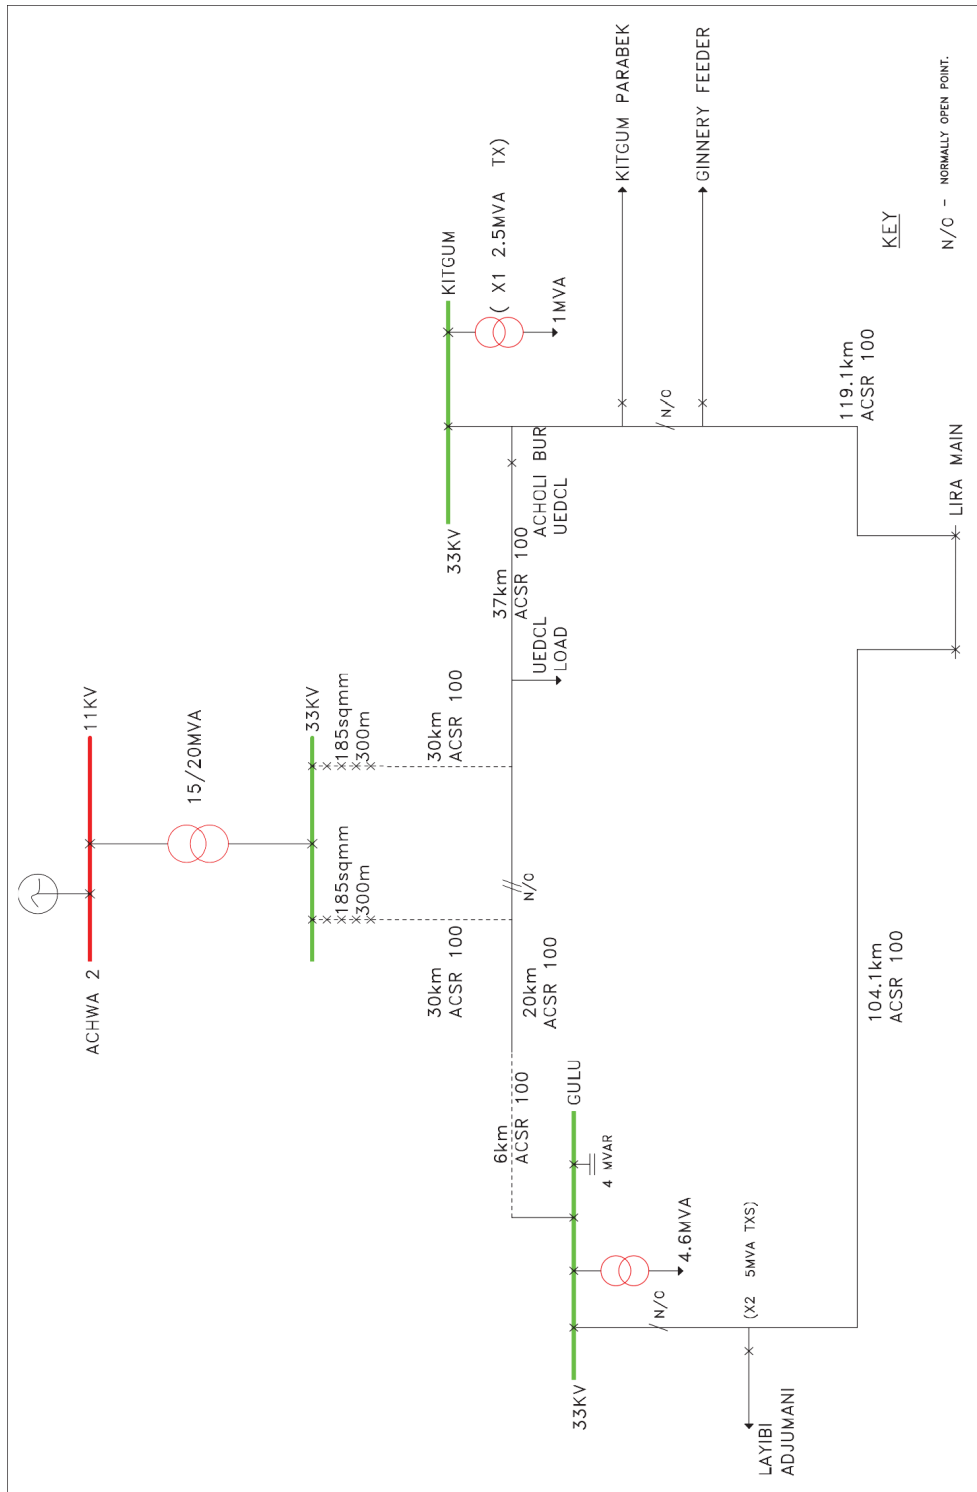 ACHWA 2
11KV
15/20MVA
33KV
185sqmm
300m
185sqmm
300m
30km
ACSR 100
30km
ACSR 100
N/O
20km
ACSR 100
6km
ACSR 100
37km
ACSR 100
UEDCL
LOAD
ACHOLI BUR
UEDCL
33KV
KITGUM
( X1 2.5MVA TX)
1MVA
KITGUM PARABEK
N/O
GINNERY FEEDER
119.1km
ACSR 100
LIRA MAIN
104.1km
ACSR 100
GULU
4 MVAR
4.6MVA
33KV
N/O
(X2 5MVA TXS)
LAYIBI
ADJUMANI
KEY
N/O - NORMALLY OPEN POINT.